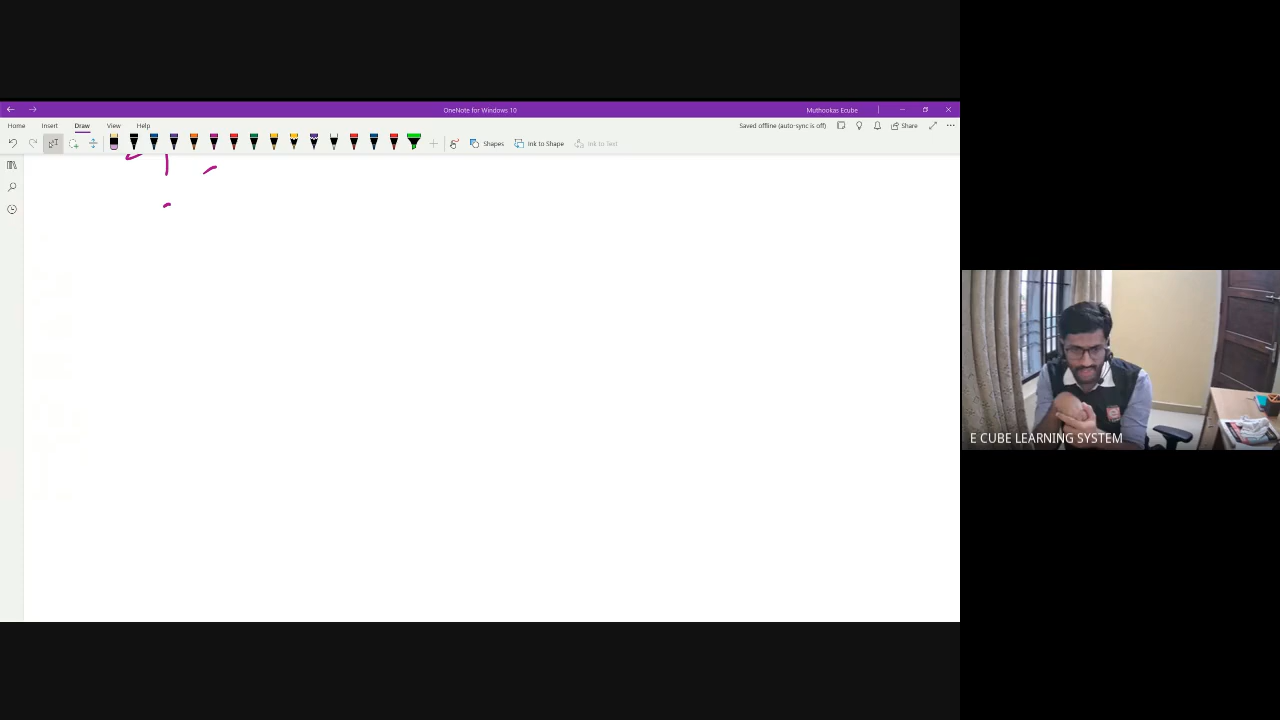 OneNote for Windows 10
Muthookas Ecube
Home Insert Draw View Help
Saved offline (auto-sync is off)
Share
Shapes
Ink to Shape
Ink to Text
E CUBE LEARNING SYSTEM